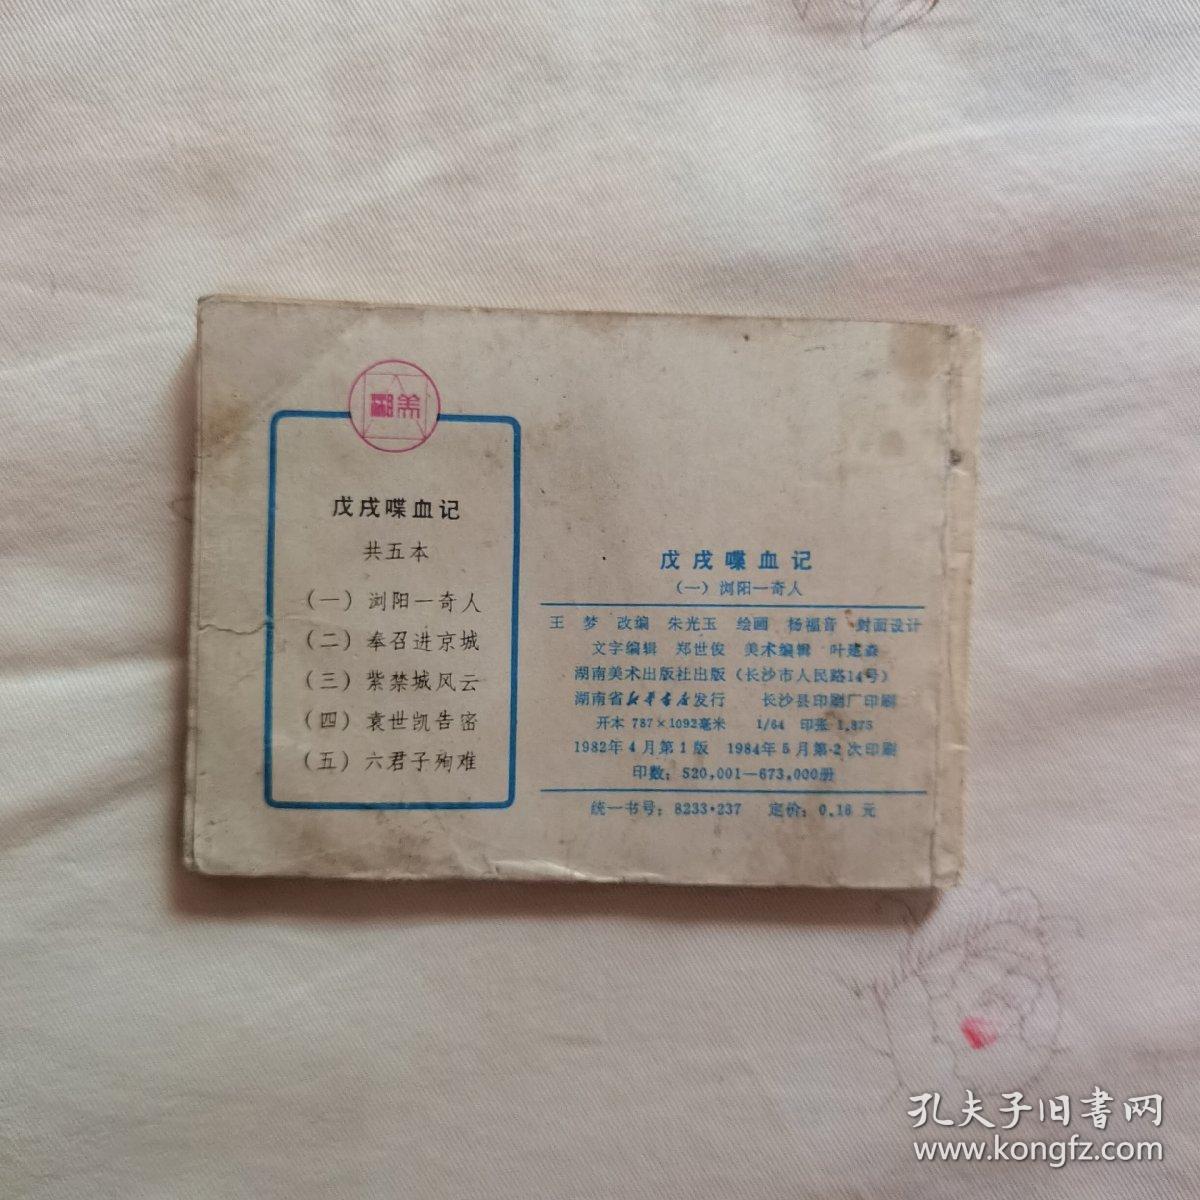 湘美
戊戌喋血记
共五本
(一) 浏阳一奇人
(二) 奉召进京城
(三) 紫禁城风云
(四) 袁世凯告密
(五) 六君子殉难
戊戌喋血记
(一) 浏阳一奇人
王 梦 改编 朱光玉 绘画 杨福音 封面设计
文字编辑 郑世俊 美术编辑 叶建森
湖南美术出版社出版 (长沙市人民路14号)
湖南省新华书店发行 长沙县印刷厂印刷
开本 787×1092毫米 1/64 印张 1.875
1982年4月第1版 1984年5月第2次印刷
印数: 520,001—673,000册
统一书号: 8233·237 定价: 0.16 元
孔夫子旧书网
www.kongfz.com